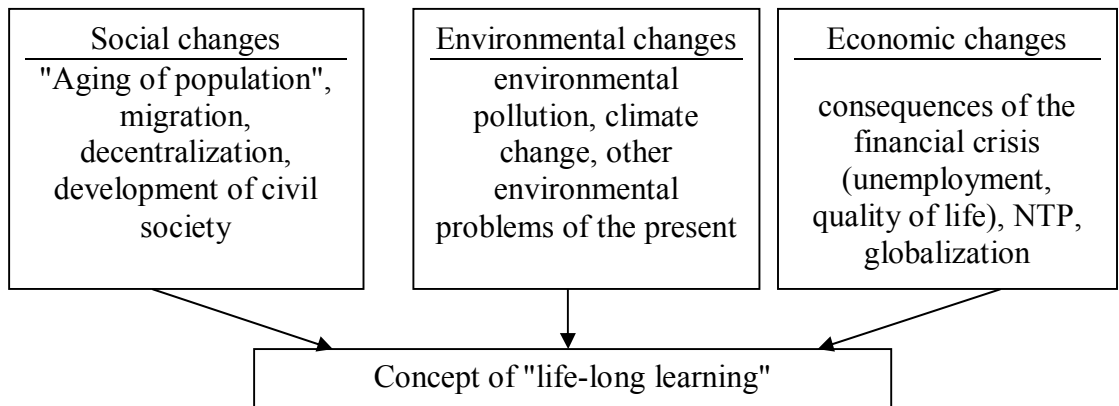 Social changes
"Aging of population",
migration,
decentralization,
development of civil
society
Environmental changes
environmental
pollution, climate
change, other
environmental
problems of the present
Economic changes
consequences of the
financial crisis
(unemployment,
quality of life), NTP,
globalization
Concept of "life-long learning"